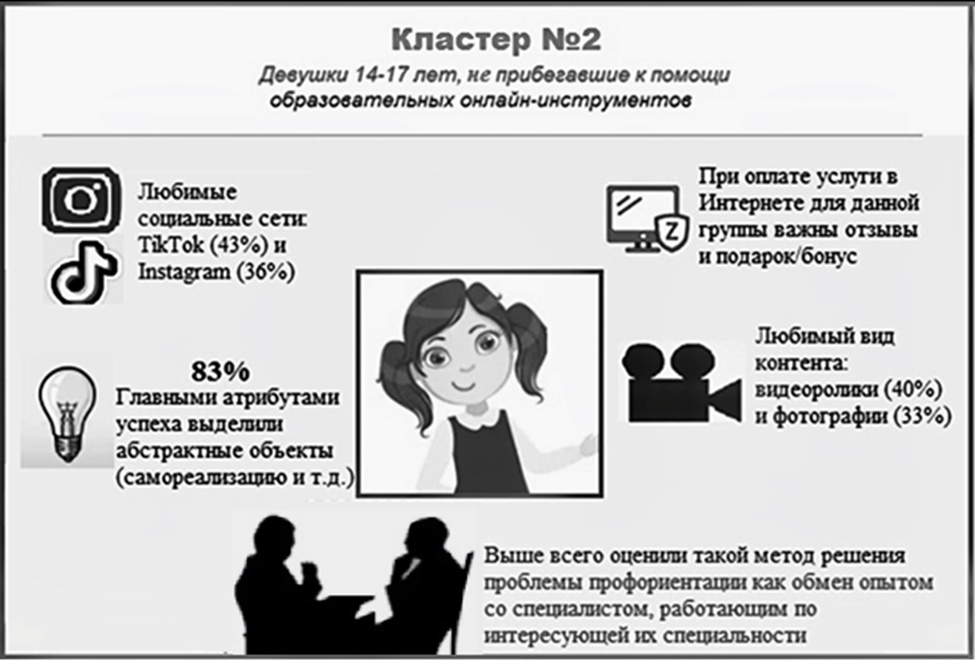 Кластер №2
Девушки 14-17 лет, не прибегавшие к помощи
образовательных онлайн-инструментов
Любимые
социальные сети:
TikTok (43%) и
Instagram (36%)
При оплате услуги в
Интернете для данной
группы важны отзывы
и подарок/бонус
Z
83%
Главными атрибутами
успеха выделили
абстрактные объекты
(самореализацию и т.д.)
Любимый вид
контента:
видеоролики (40%)
и фотографии (33%)
Выше всего оценили такой метод решения
проблемы профориентации как обмен опытом
со специалистом, работающим по
интересующей их специальности